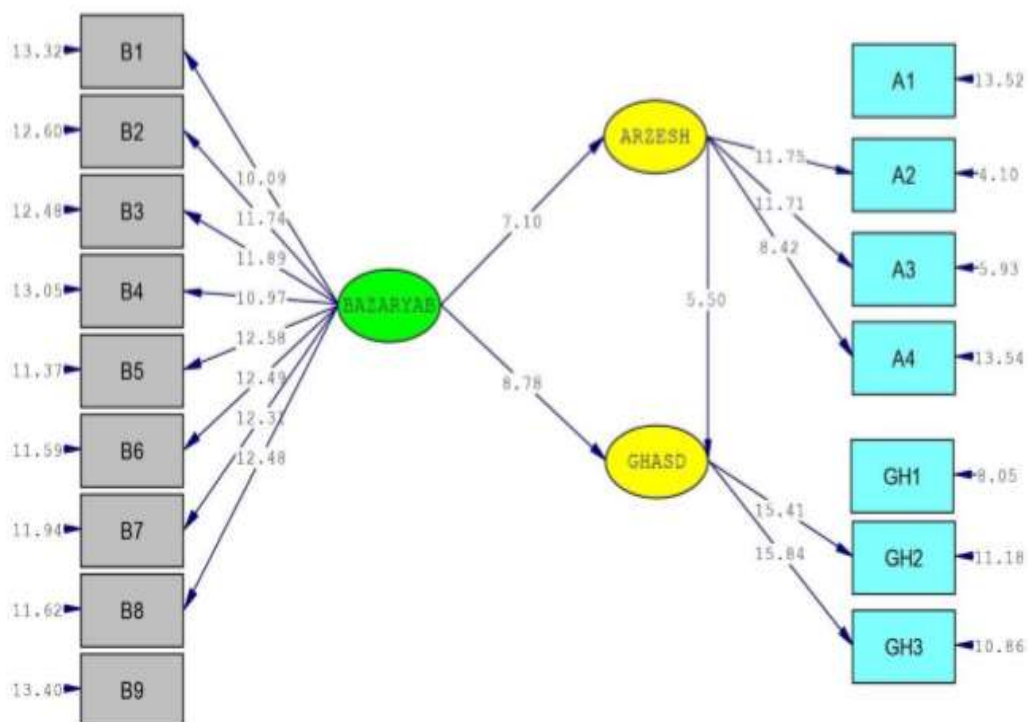 13.32
B1
12.60
B2
12.48
B3
13.05
B4
11.37
B5
11.59
B6
11.94
B7
11.62
B8
13.40
B9
10.09
11.74
11.89
10.97
12.58
12.49
12.31
12.48
BAZARYAB
7.10
8.78
ARZESH
5.50
GHASD
11.75
11.71
8.42
15.41
15.84
A1
13.52
A2
4.10
A3
5.93
A4
13.54
GH1
8.05
GH2
11.18
GH3
10.86